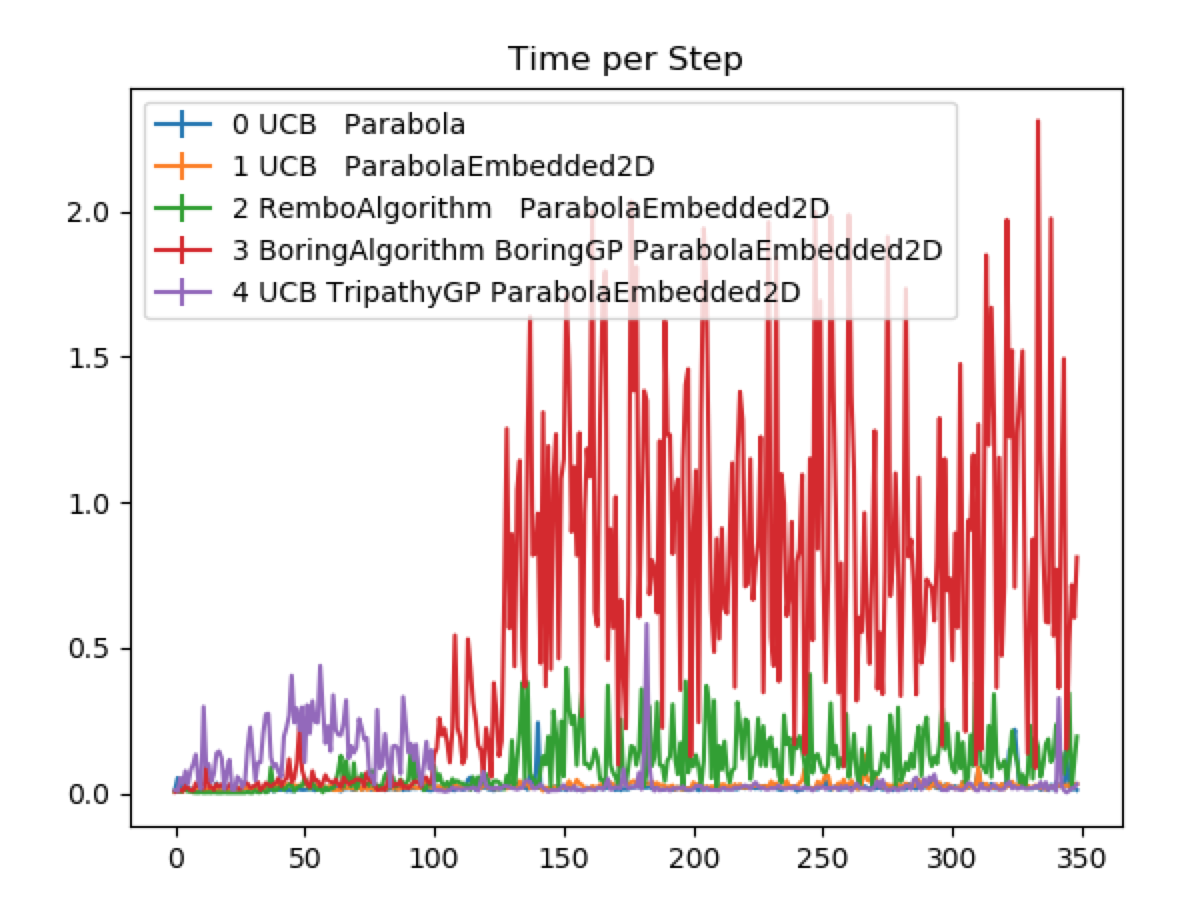 Time per Step
0 UCB   Parabola
1 UCB   ParabolaEmbedded2D
2 RemboAlgorithm   ParabolaEmbedded2D
3 BoringAlgorithm BoringGP ParabolaEmbedded2D
4 UCB TripathyGP ParabolaEmbedded2D
2.0
1.5
1.0
0.5
0.0
0 50 100 150 200 250 300 350